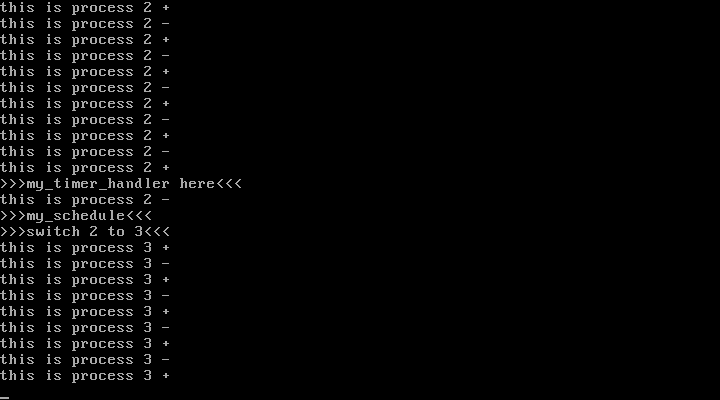 this is process 2 +
this is process 2 -
this is process 2 +
this is process 2 -
this is process 2 +
this is process 2 -
this is process 2 +
this is process 2 -
this is process 2 +
this is process 2 -
this is process 2 +
>>>my_timer_handler here<<<
this is process 2 -
>>>my_schedule<<<
>>>switch 2 to 3<<<
this is process 3 +
this is process 3 -
this is process 3 +
this is process 3 -
this is process 3 +
this is process 3 -
this is process 3 +
this is process 3 -
this is process 3 +